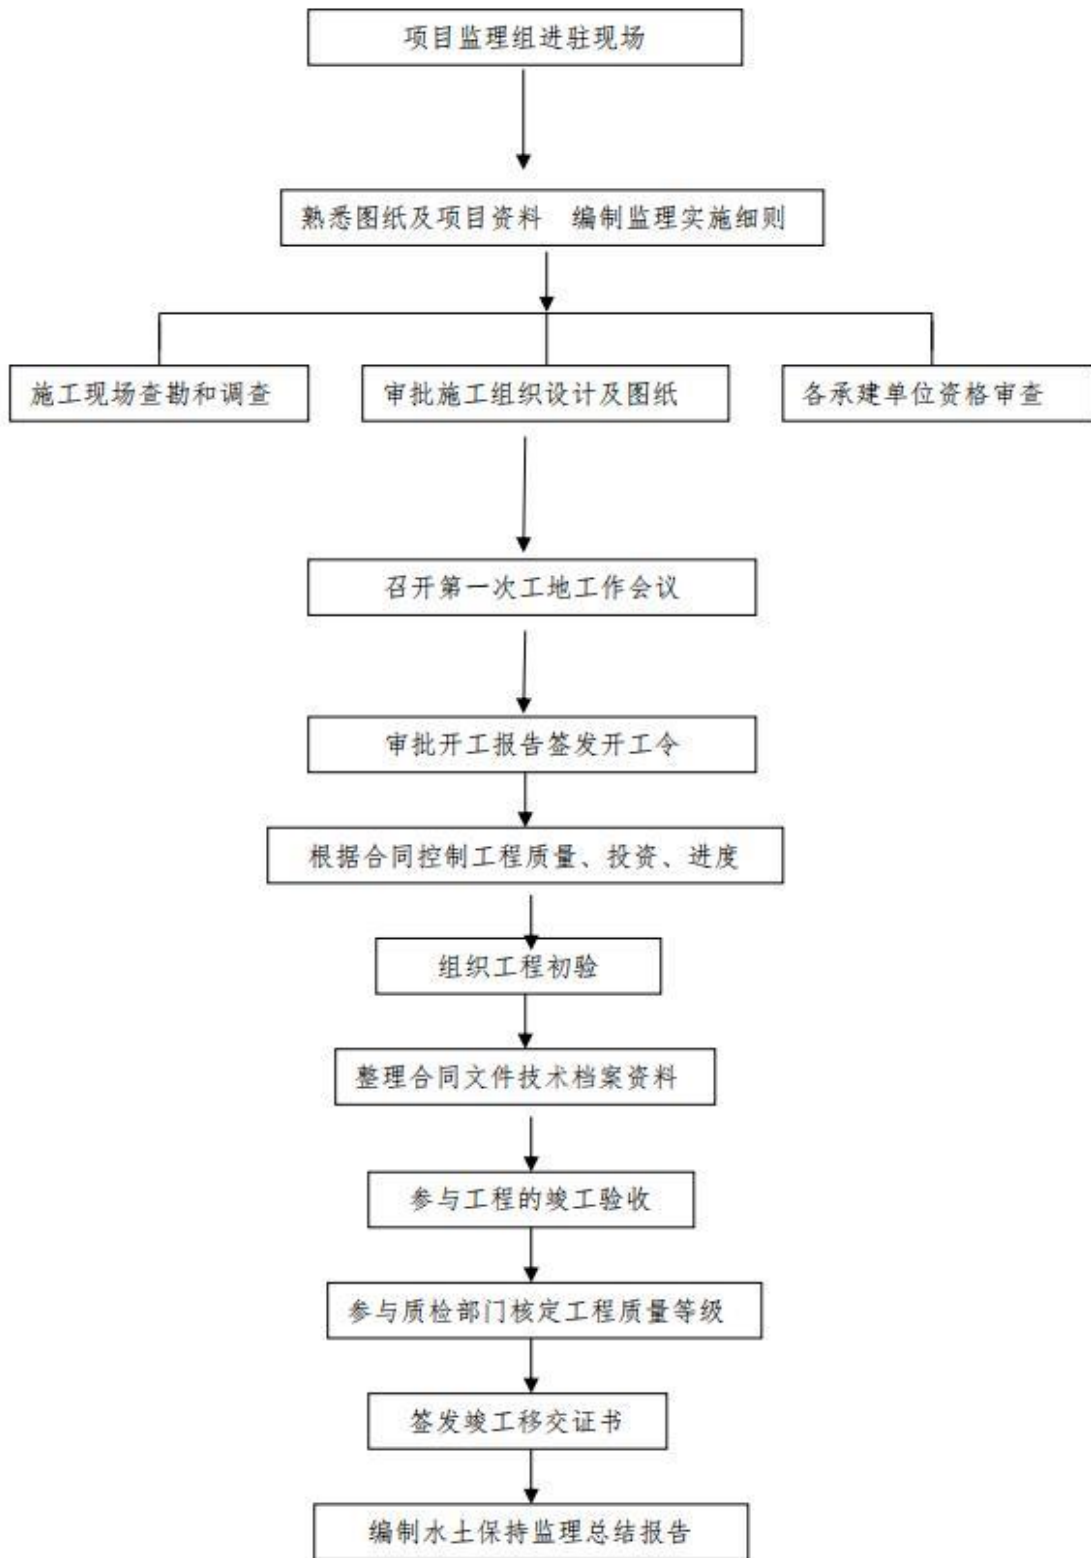 项目监理组进驻现场
熟悉图纸及项目资料 编制监理实施细则
施工现场查勘和调查
审批施工组织设计及图纸
各承建单位资格审查
召开第一次工地工作会议
审批开工报告签发开工令
根据合同控制工程质量、投资、进度
组织工程初验
整理合同文件技术档案资料
参与工程的竣工验收
参与质检部门核定工程质量等级
签发竣工移交证书
编制水土保持监理总结报告